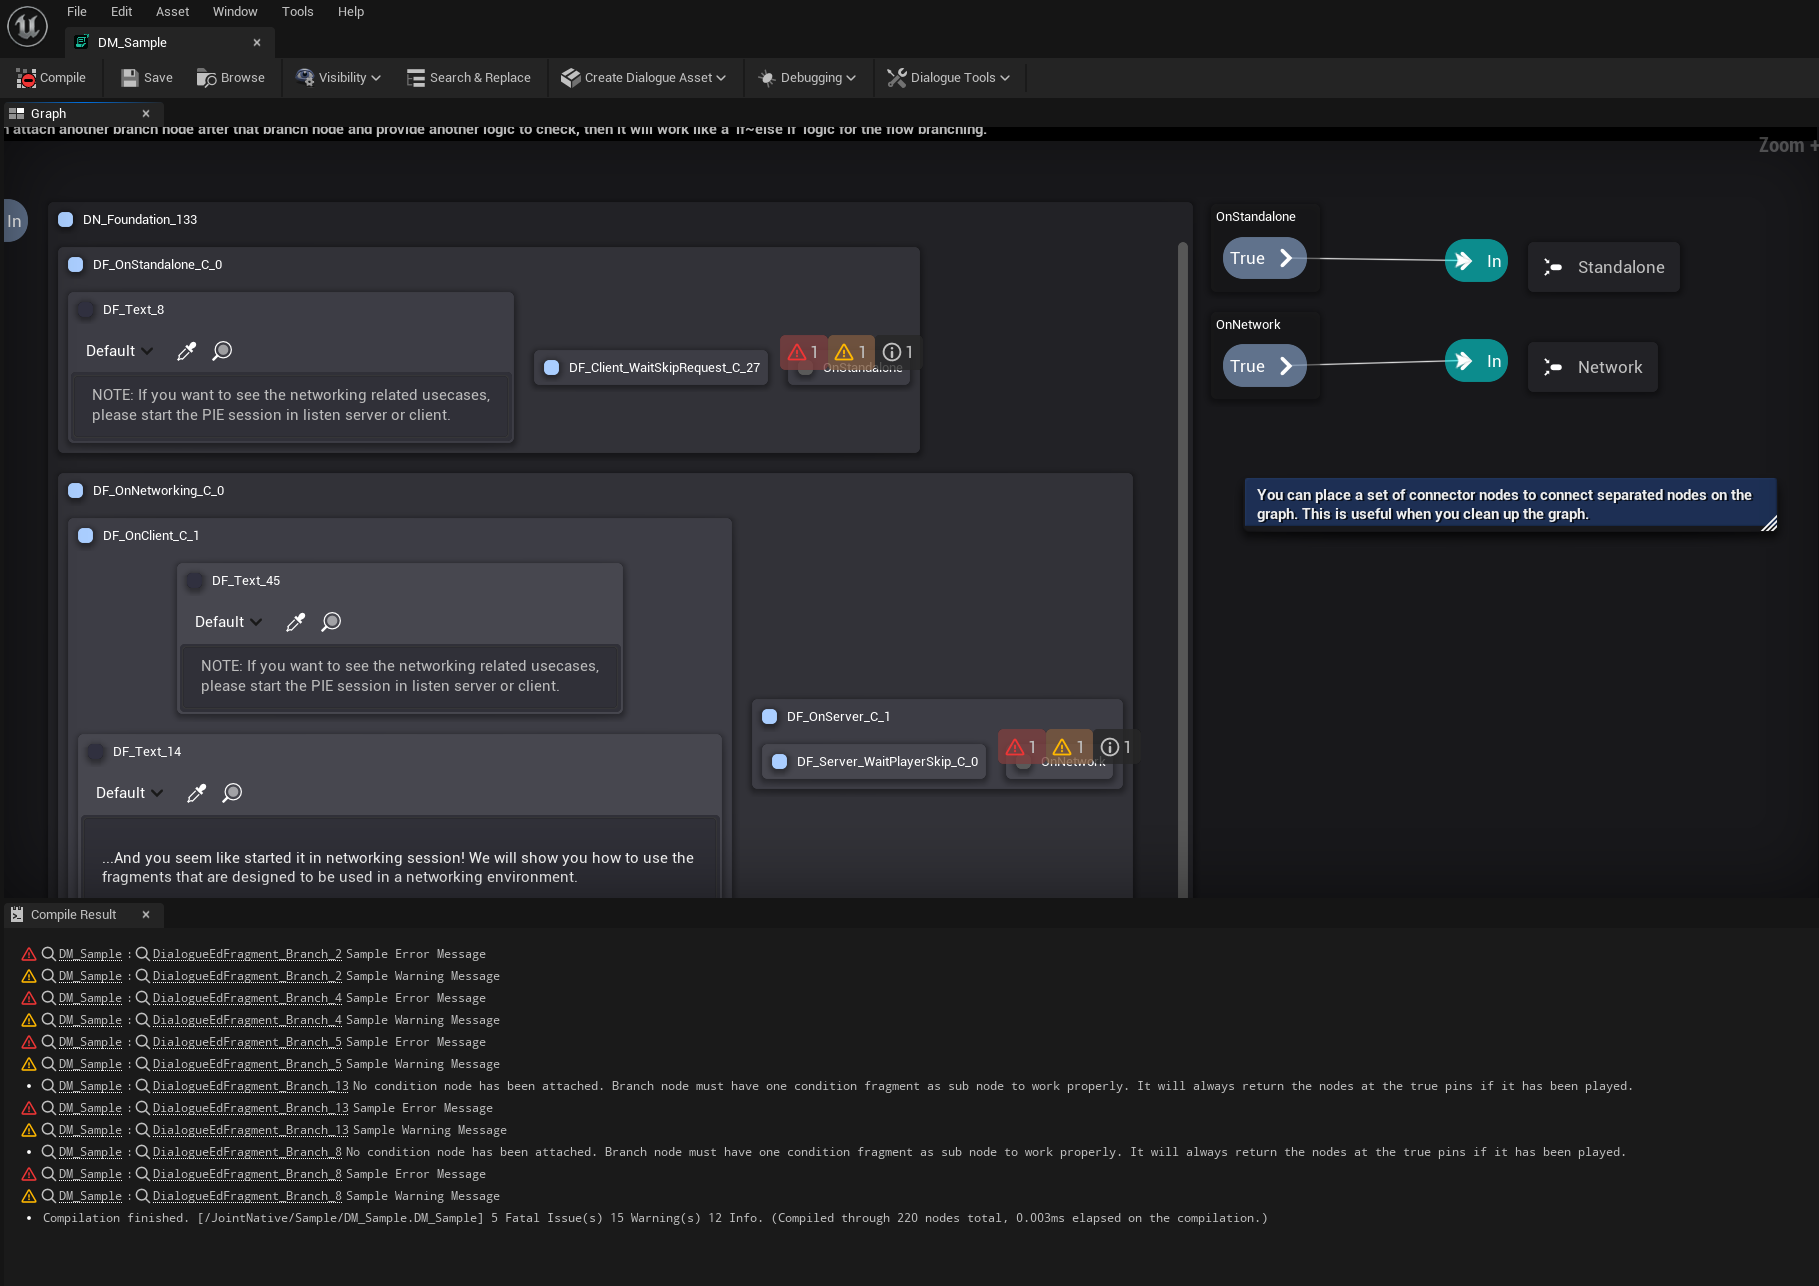 File Edit Asset Window Tools Help
DM_Sample
Compile Save Browse Visibility Search & Replace Create Dialogue Asset Debugging Dialogue Tools
Graph
attach another branch node after that branch node and provide another logic to check, then it will work like a 'if~else if' logic for the flow branching.
Zoom +
In
DN_Foundation_133
DF_OnStandalone_C_0
DF_Text_8
Default
NOTE: If you want to see the networking related usecases,
please start the PIE session in listen server or client.
DF_Client_WaitSkipRequest_C_27
1 1 1
OnStandalone
DF_OnNetworking_C_0
DF_OnClient_C_1
DF_Text_45
Default
NOTE: If you want to see the networking related usecases,
please start the PIE session in listen server or client.
DF_Text_14
Default
...And you seem like started it in networking session! We will show you how to use the
fragments that are designed to be used in a networking environment.
DF_OnServer_C_1
DF_Server_WaitPlayerSkip_C_0
1 1 1
OnNetwork
OnStandalone
True In Standalone
OnNetwork
True In Network
You can place a set of connector nodes to connect separated nodes on the
graph. This is useful when you clean up the graph.
Compile Result
DM_Sample : DialogueEdFragment_Branch_2 Sample Error Message
DM_Sample : DialogueEdFragment_Branch_2 Sample Warning Message
DM_Sample : DialogueEdFragment_Branch_4 Sample Error Message
DM_Sample : DialogueEdFragment_Branch_4 Sample Warning Message
DM_Sample : DialogueEdFragment_Branch_5 Sample Error Message
DM_Sample : DialogueEdFragment_Branch_5 Sample Warning Message
• DM_Sample : DialogueEdFragment_Branch_13 No condition node has been attached. Branch node must have one condition fragment as sub node to work properly. It will always return the nodes at the true pins if it has been played.
DM_Sample : DialogueEdFragment_Branch_13 Sample Error Message
DM_Sample : DialogueEdFragment_Branch_13 Sample Warning Message
• DM_Sample : DialogueEdFragment_Branch_8 No condition node has been attached. Branch node must have one condition fragment as sub node to work properly. It will always return the nodes at the true pins if it has been played.
DM_Sample : DialogueEdFragment_Branch_8 Sample Error Message
DM_Sample : DialogueEdFragment_Branch_8 Sample Warning Message
• Compilation finished. [/JointNative/Sample/DM_Sample.DM_Sample] 5 Fatal Issue(s) 15 Warning(s) 12 Info. (Compiled through 220 nodes total, 0.003ms elapsed on the compilation.)